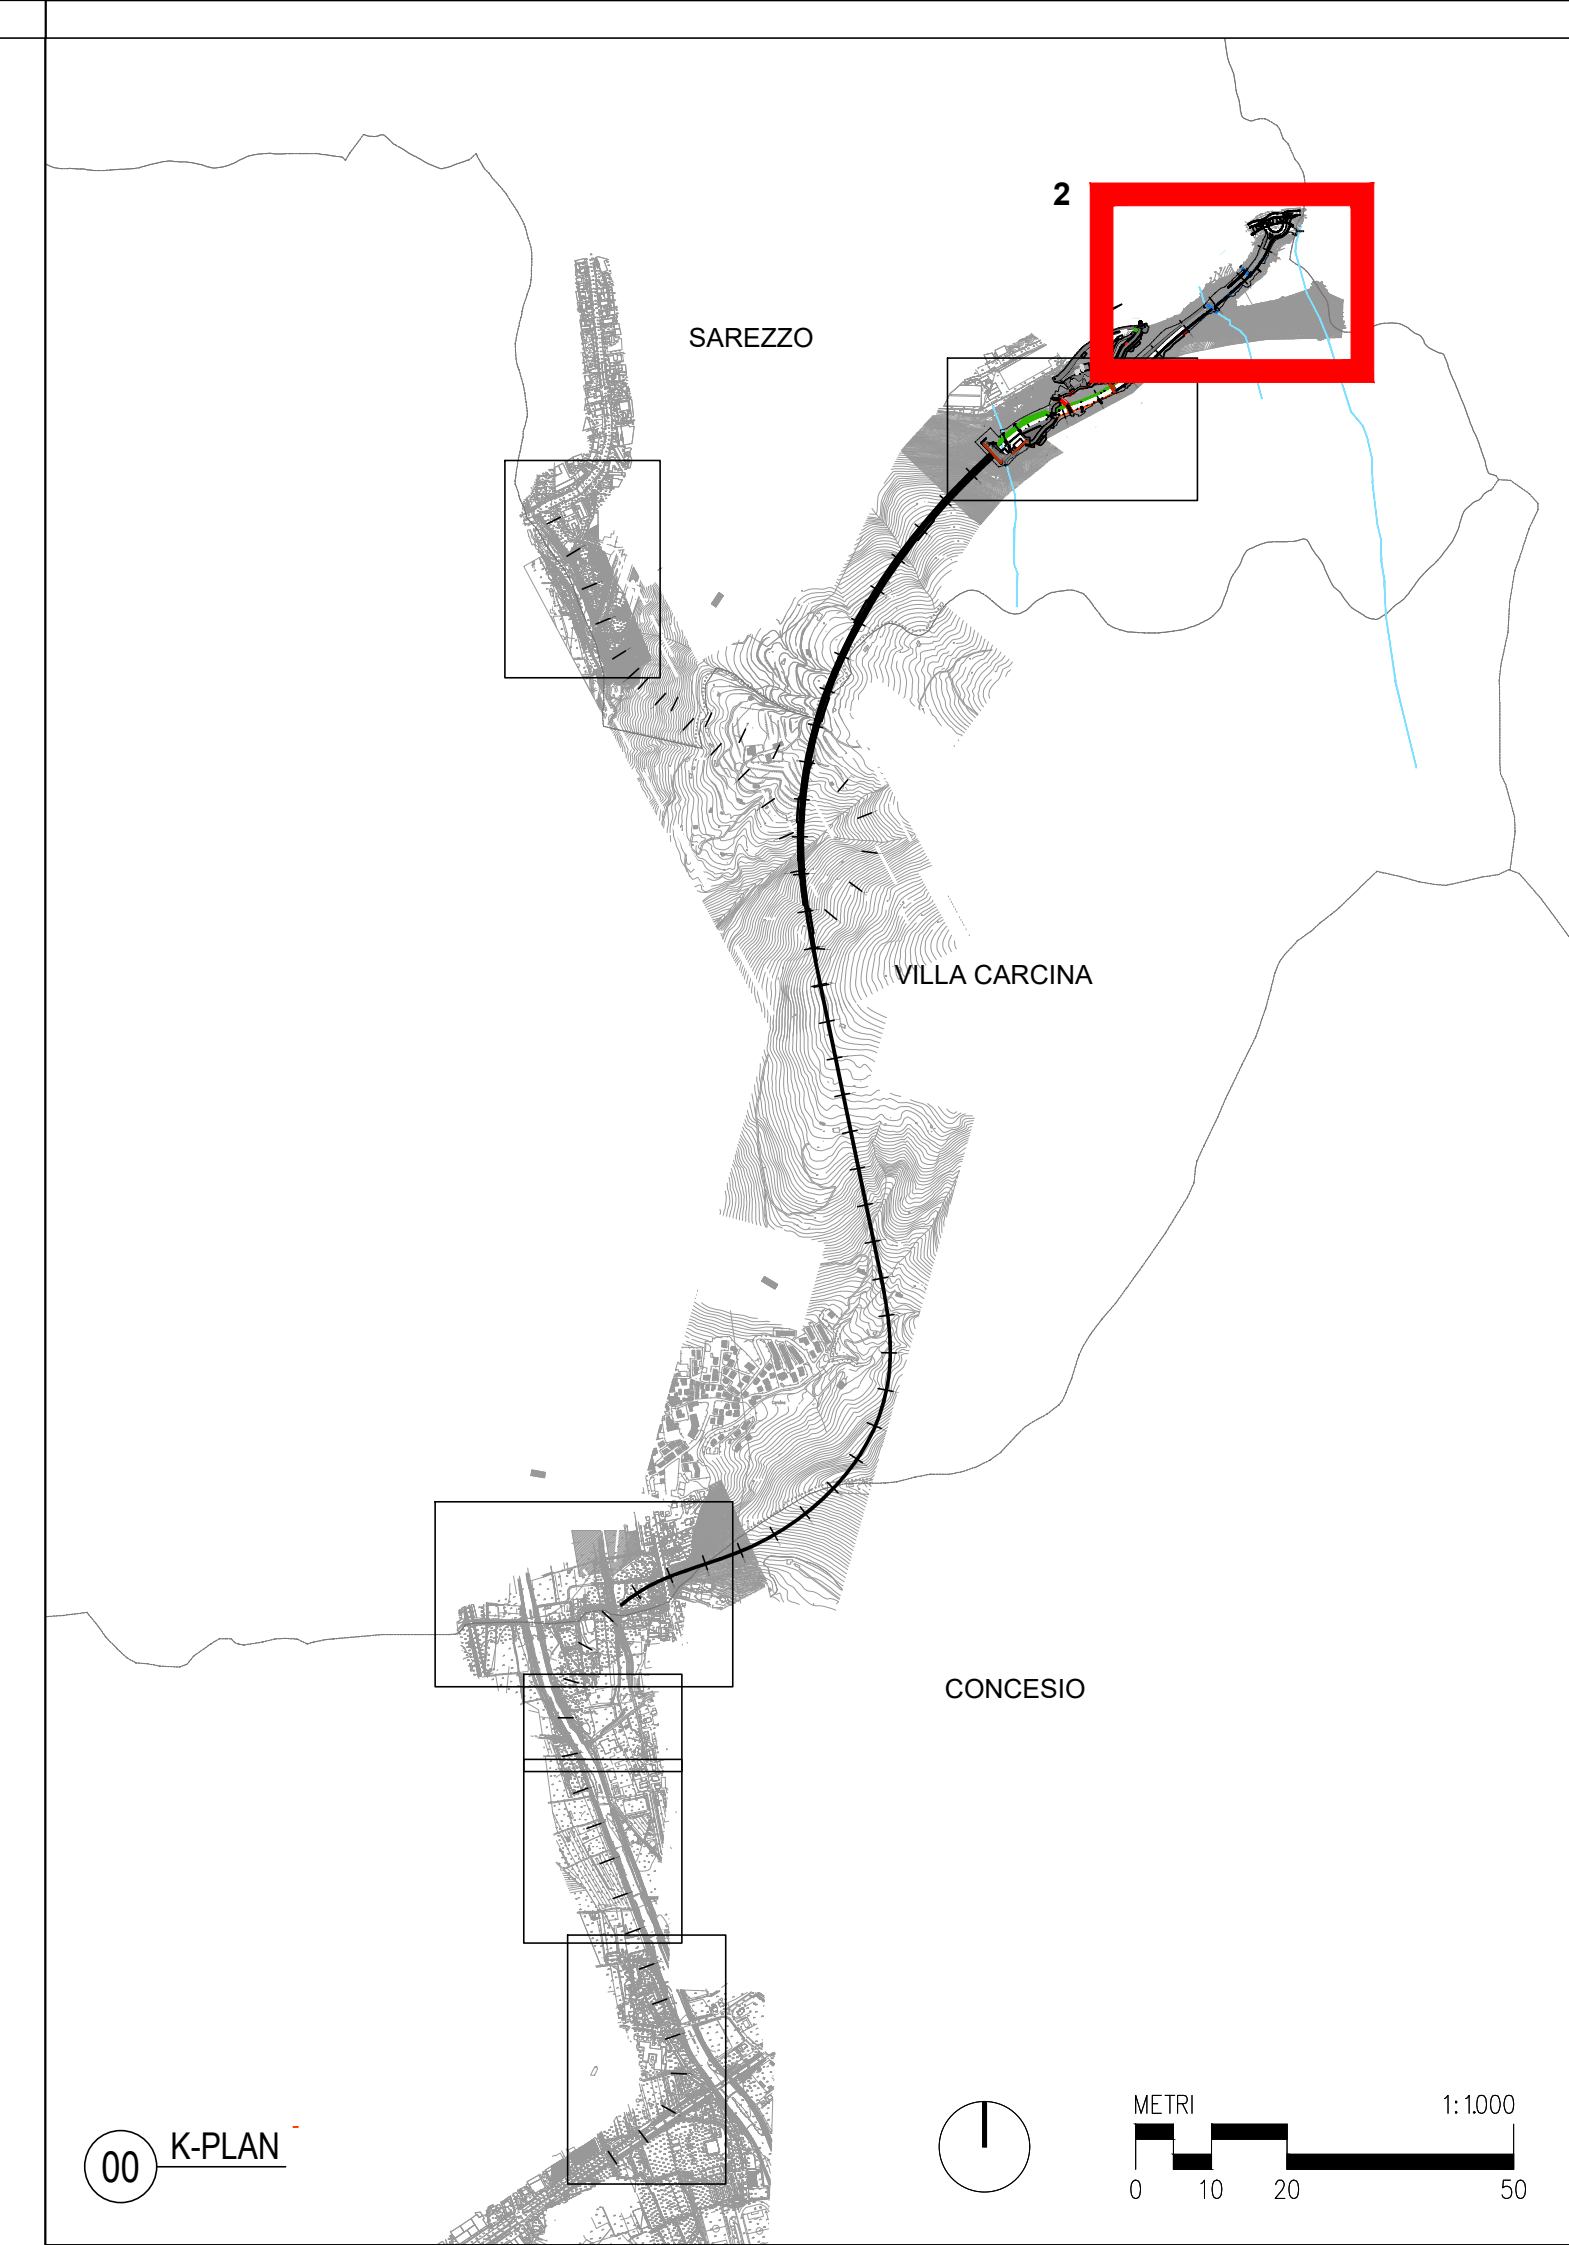 2
SAREZZO
VILLA CARCINA
CONCESIO
METRI 1:1.000
0 10 20 50
00 K-PLAN